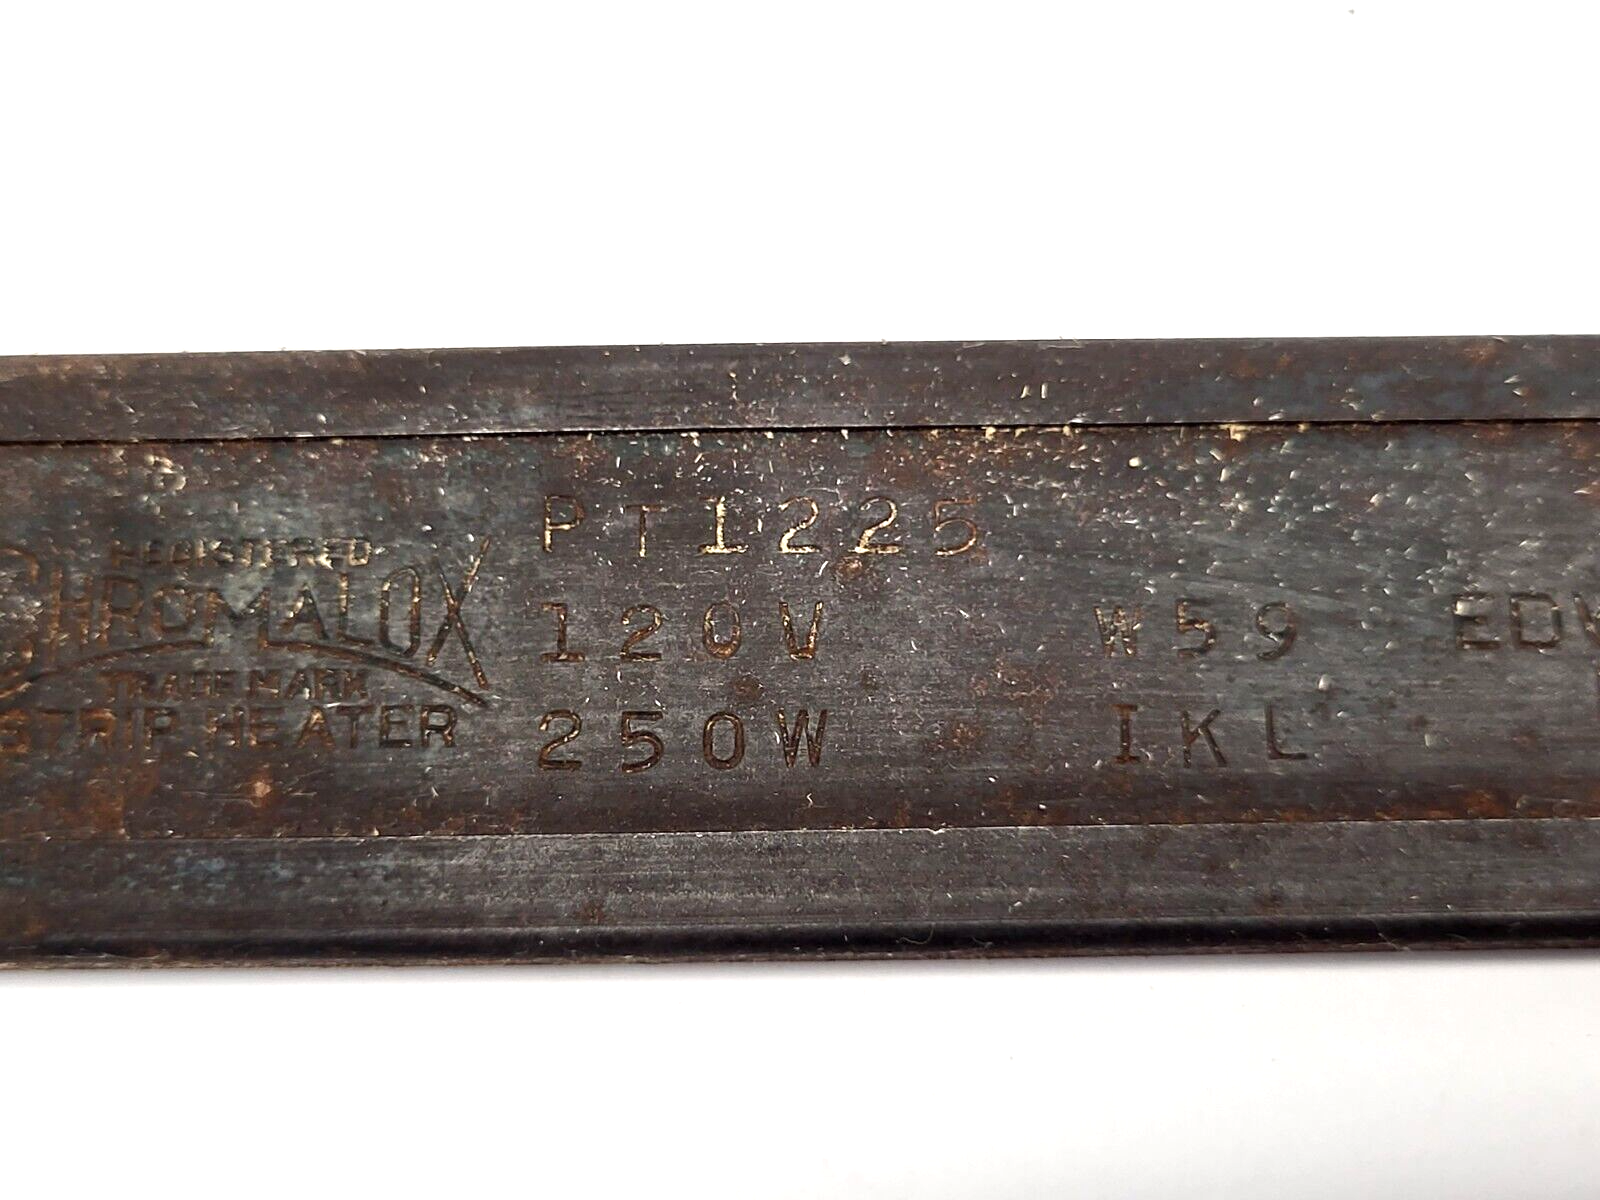 REGISTERED
CHROMALOX
TRADE MARK
STRIP HEATER
PT1225
120V
250W
W59
IKL